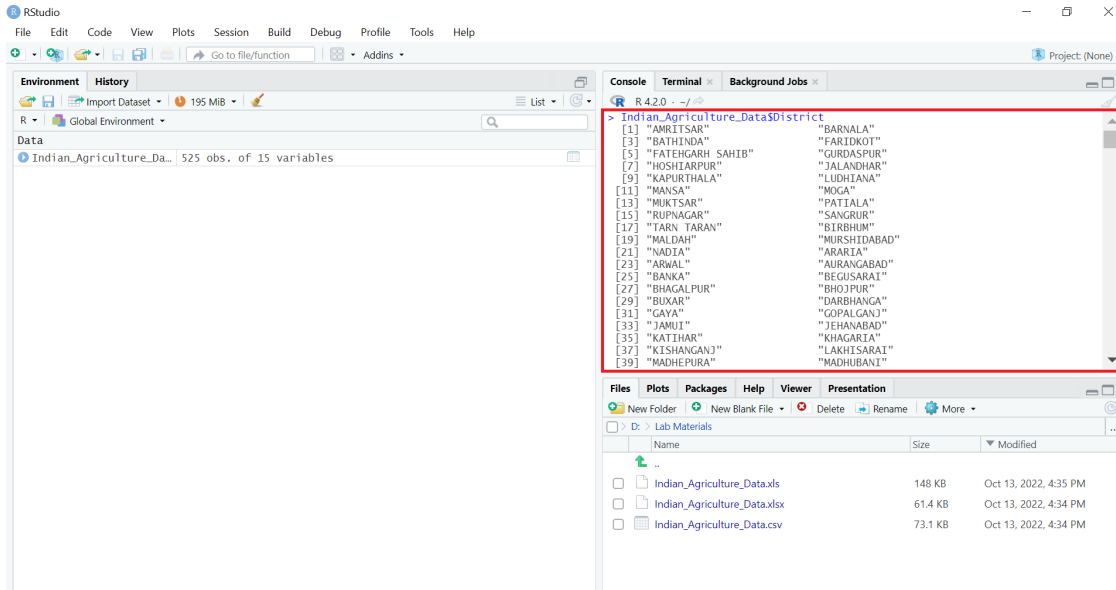 RStudio
File Edit Code View Plots Session Build Debug Profile Tools Help
Go to file/function Addins Project: (None)
Environment History
Import Dataset 195 MiB List
R Global Environment
Data
Indian_Agriculture_Da… 525 obs. of 15 variables
Console Terminal Background Jobs
R 4.2.0 · ~/
> Indian_Agriculture_Data$District
[1] "AMRITSAR" "BARNALA"
[3] "BATHINDA" "FARIDKOT"
[5] "FATEHGARH SAHIB" "GURDASPUR"
[7] "HOSHIARPUR" "JALANDHAR"
[9] "KAPURTHALA" "LUDHIANA"
[11] "MANSA" "MOGA"
[13] "MUKTSAR" "PATIALA"
[15] "RUPNAGAR" "SANGRUR"
[17] "TARN TARAN" "BIRBHUM"
[19] "MALDAH" "MURSHIDABAD"
[21] "NADIA" "ARARIA"
[23] "ARWAL" "AURANGABAD"
[25] "BANKA" "BEGUSARAI"
[27] "BHAGALPUR" "BHOJPUR"
[29] "BUXAR" "DARBHANGA"
[31] "GAYA" "GOPALGANJ"
[33] "JAMUI" "JEHANABAD"
[35] "KATIHAR" "KHAGARIA"
[37] "KISHANGANJ" "LAKHISARAI"
[39] "MADHEPURA" "MADHUBANI"
Files Plots Packages Help Viewer Presentation
New Folder New Blank File Delete Rename More
D: Lab Materials ...
Name Size Modified
..
Indian_Agriculture_Data.xls 148 KB Oct 13, 2022, 4:35 PM
Indian_Agriculture_Data.xlsx 61.4 KB Oct 13, 2022, 4:34 PM
Indian_Agriculture_Data.csv 73.1 KB Oct 13, 2022, 4:34 PM